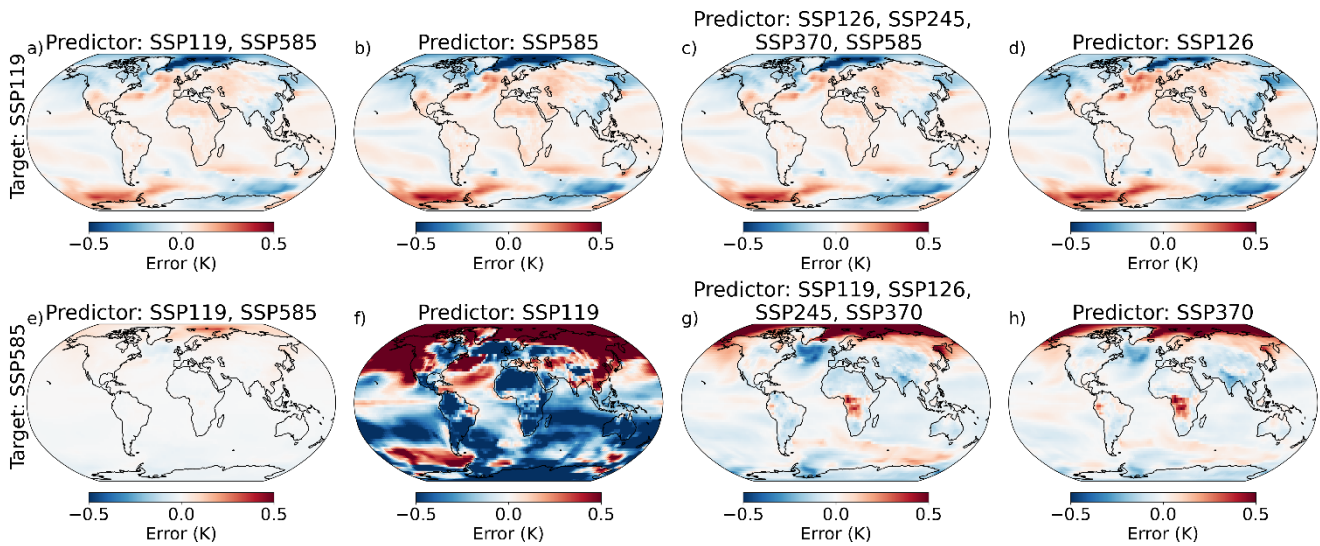 a) Predictor: SSP119, SSP585
b) Predictor: SSP585
c) Predictor: SSP126, SSP245,
SSP370, SSP585
d) Predictor: SSP126
Target: SSP119
−0.5 0.0 0.5
Error (K)
−0.5 0.0 0.5
Error (K)
−0.5 0.0 0.5
Error (K)
−0.5 0.0 0.5
Error (K)
e) Predictor: SSP119, SSP585
f) Predictor: SSP119
g) Predictor: SSP119, SSP126,
SSP245, SSP370
h) Predictor: SSP370
Target: SSP585
−0.5 0.0 0.5
Error (K)
−0.5 0.0 0.5
Error (K)
−0.5 0.0 0.5
Error (K)
−0.5 0.0 0.5
Error (K)